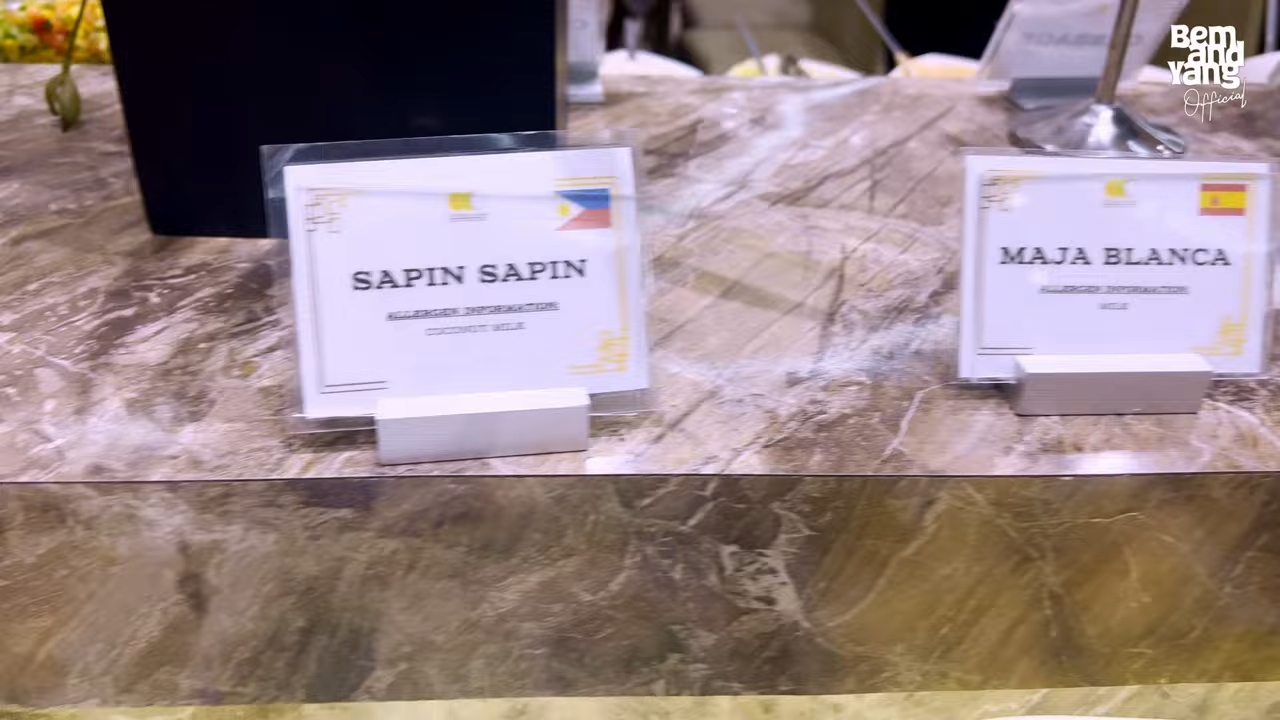 Bem
and
Yang
Official
SAPIN SAPIN
ALLERGEN INFORMATION
COCONUT MILK
MAJA BLANCA
ALLERGEN INFORMATION
MILK